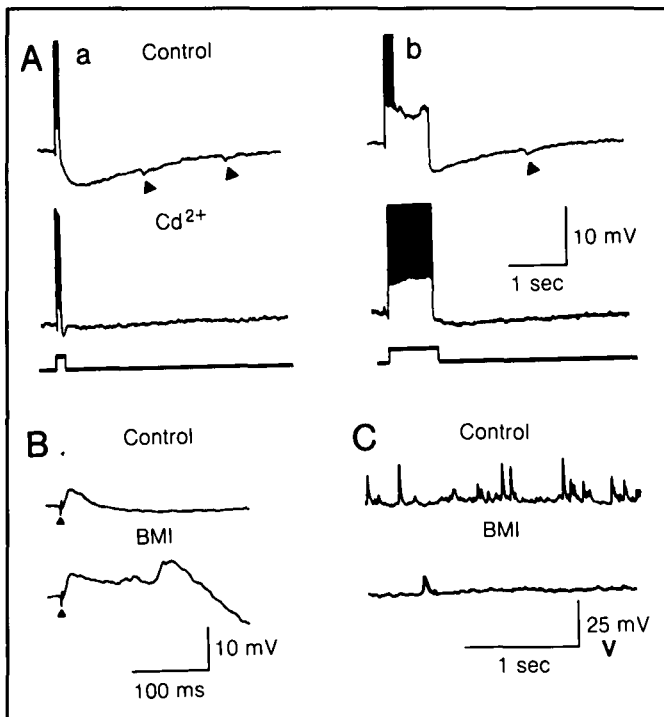 A a Control b
Cd2+
10 mV
1 sec
B Control
BMI
10 mV
100 ms
C Control
BMI
25 mV
V
1 sec